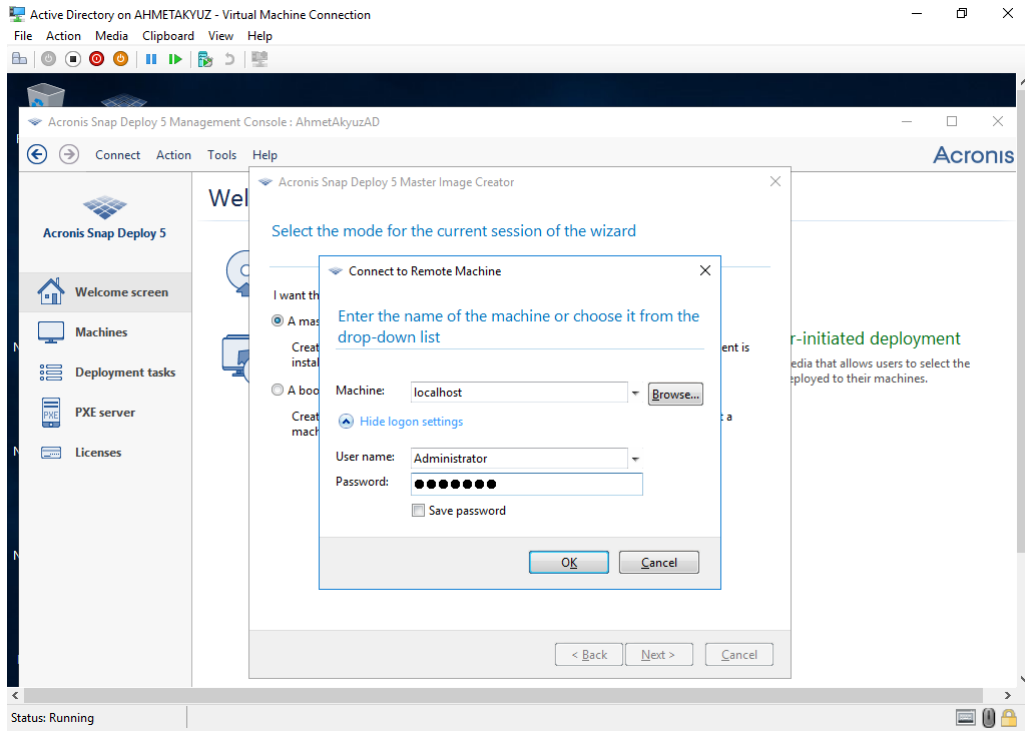 Active Directory on AHMETAKYUZ - Virtual Machine Connection
File Action Media Clipboard View Help
Acronis Snap Deploy 5 Management Console : AhmetAkyuzAD
Connect Action Tools Help
Acronis
Acronis Snap Deploy 5
Welcome screen
Machines
Deployment tasks
PXE
PXE server
Licenses
Wel
Acronis Snap Deploy 5 Master Image Creator
Select the mode for the current session of the wizard
I want th
A mas
Creat
instal
ent is
A boo
Creat
mach
t a
r-initiated deployment
edia that allows users to select the
eployed to their machines.
Connect to Remote Machine
Enter the name of the machine or choose it from the
drop-down list
Machine: localhost Browse...
Hide logon settings
User name: Administrator
Password: ●●●●●●●
Save password
OK Cancel
< Back Next > Cancel
Status: Running